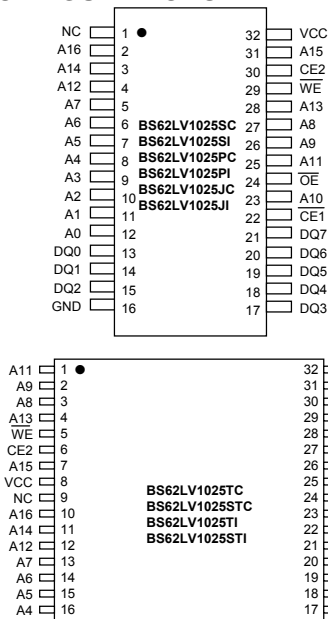 NC 1 32 VCC
A16 2 31 A15
A14 3 30 CE2
A12 4 29 WE
A7 5 28 A13
A6 6 BS62LV1025SC 27 A8
A5 7 BS62LV1025SI 26 A9
A4 8 BS62LV1025PC 25 A11
A3 9 BS62LV1025PI 24 OE
A2 10 BS62LV1025JC 23 A10
A1 11 BS62LV1025JI 22 CE1
A0 12 21 DQ7
DQ0 13 20 DQ6
DQ1 14 19 DQ5
DQ2 15 18 DQ4
GND 16 17 DQ3
A11 1 32
A9 2 31
A8 3 30
A13 4 29
WE 5 28
CE2 6 27
A15 7 26
VCC 8 25
NC 9 BS62LV1025TC 24
A16 10 BS62LV1025STC 23
A14 11 BS62LV1025TI 22
A12 12 BS62LV1025STI 21
A7 13 20
A6 14 19
A5 15 18
A4 16 17